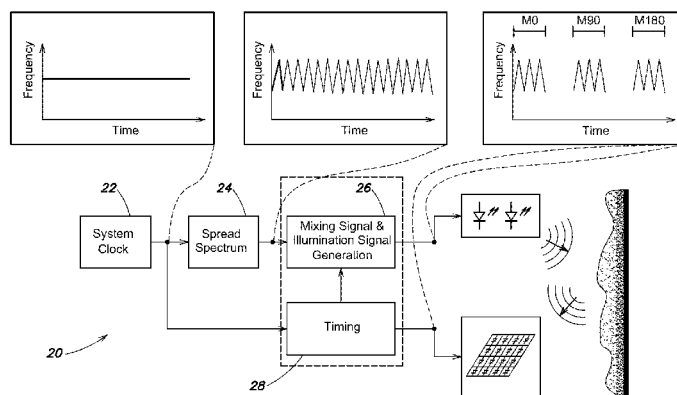 Frequency
Time
Frequency
Time
M0 M90 M180
Frequency
Time
22
System
Clock
24
Spread
Spectrum
26
Mixing Signal &
Illumination Signal
Generation
Timing
28
20